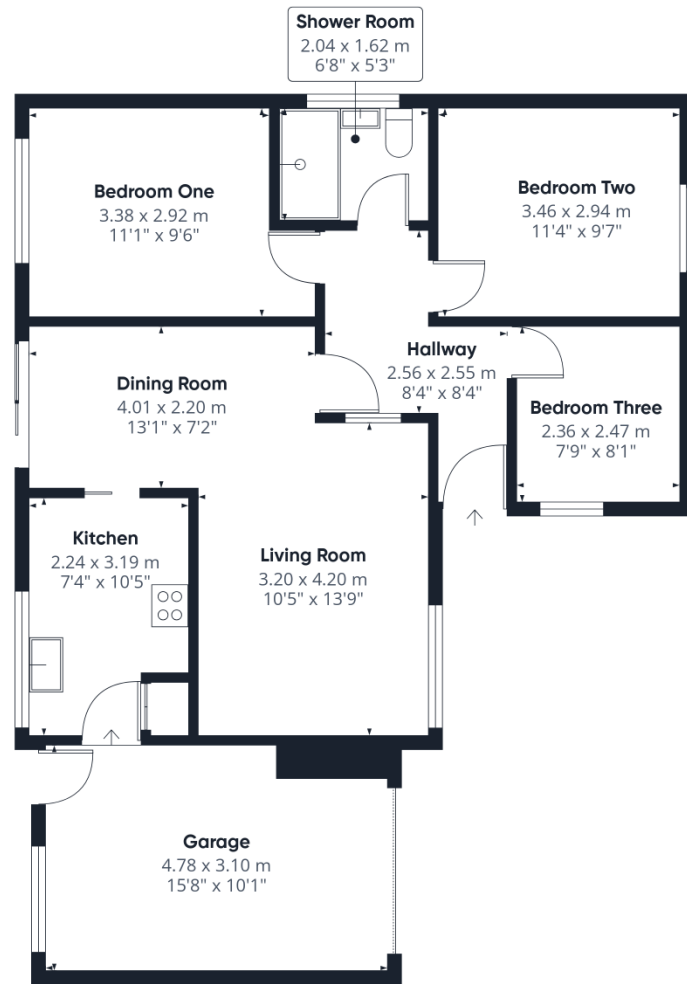 Shower Room
2.04 x 1.62 m
6'8" x 5'3"
Bedroom One
3.38 x 2.92 m
11'1" x 9'6"
Bedroom Two
3.46 x 2.94 m
11'4" x 9'7"
Hallway
2.56 x 2.55 m
8'4" x 8'4"
Dining Room
4.01 x 2.20 m
13'1" x 7'2"
Bedroom Three
2.36 x 2.47 m
7'9" x 8'1"
Kitchen
2.24 x 3.19 m
7'4" x 10'5"
Living Room
3.20 x 4.20 m
10'5" x 13'9"
Garage
4.78 x 3.10 m
15'8" x 10'1"